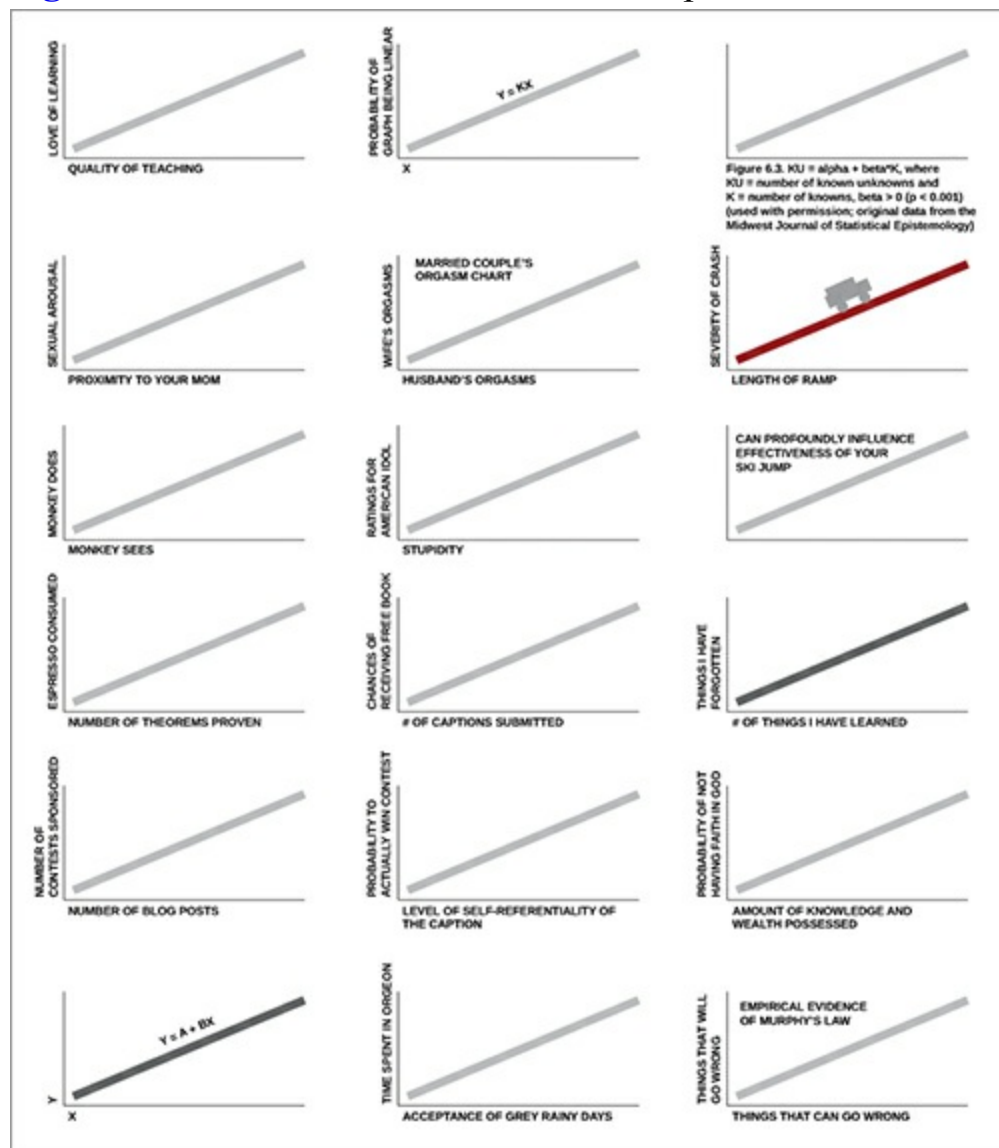 LOVE OF LEARNING
QUALITY OF TEACHING
PROBABILITY OF
GRAPH BEING LINEAR
Y = KX
X
Figure 6.3. KU = alpha + beta*K, where
KU = number of known unknowns and
K = number of knowns, beta > 0 (p < 0.001)
(used with permission; original data from the
Midwest Journal of Statistical Epistemology)
SEXUAL AROUSAL
PROXIMITY TO YOUR MOM
MARRIED COUPLE'S
ORGASM CHART
WIFE'S ORGASMS
HUSBAND'S ORGASMS
SEVERITY OF CRASH
LENGTH OF RAMP
MONKEY DOES
MONKEY SEES
RATINGS FOR
AMERICAN IDOL
STUPIDITY
CAN PROFOUNDLY INFLUENCE
EFFECTIVENESS OF YOUR
SKI JUMP
ESPRESSO CONSUMED
NUMBER OF THEOREMS PROVEN
CHANCES OF
RECEIVING FREE BOOK
# OF CAPTIONS SUBMITTED
THINGS I HAVE
FORGOTTEN
# OF THINGS I HAVE LEARNED
NUMBER OF
CONTESTS SPONSORED
NUMBER OF BLOG POSTS
PROBABILITY TO
ACTUALLY WIN CONTEST
LEVEL OF SELF-REFERENTIALITY OF
THE CAPTION
PROBABILITY OF NOT
HAVING FAITH IN GOD
AMOUNT OF KNOWLEDGE AND
WEALTH POSSESSED
Y = A + BX
Y
X
TIME SPENT IN ORGEON
ACCEPTANCE OF GREY RAINY DAYS
EMPIRICAL EVIDENCE
OF MURPHY'S LAW
THINGS THAT WILL
GO WRONG
THINGS THAT CAN GO WRONG